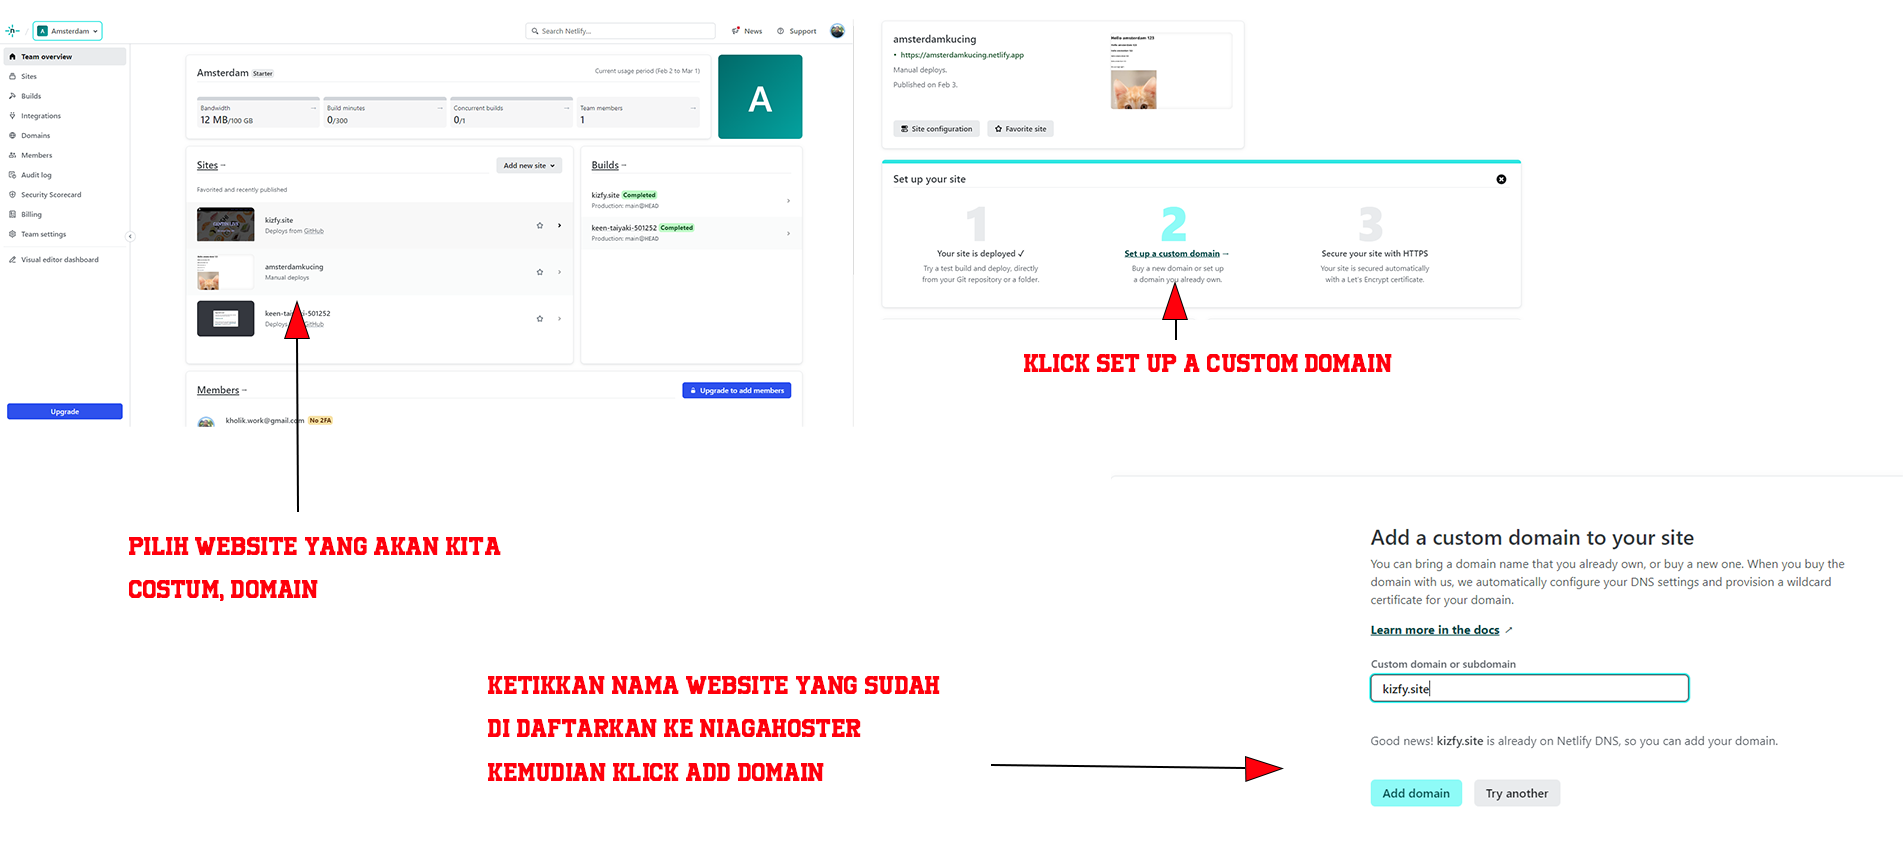 Amsterdam
Search Netlify...
News
Support
Team overview
Sites
Builds
Integrations
Domains
Members
Audit log
Security Scorecard
Billing
Team settings
Visual editor dashboard
Upgrade
Amsterdam Starter
Current usage period (Feb 2 to Mar 1)
A
Bandwidth →
12 MB/100 GB
Build minutes →
0/300
Concurrent builds →
0/1
Team members →
1
Sites →
Add new site
Favorited and recently published
kizfy.site
Deploys from GitHub
amsterdamkucing
Manual deploys
keen-taiyaki-501252
Deploys GitHub
Builds →
kizfy.site Completed
Production: main@HEAD
keen-taiyaki-501252 Completed
Production: main@HEAD
Members →
Upgrade to add members
kholik.work@gmail.com No 2FA
PILIH WEBSITE YANG AKAN KITA
COSTUM, DOMAIN
amsterdamkucing
• https://amsterdamkucing.netlify.app
Manual deploys.
Published on Feb 3.
Hello amsterdam 123
Site configuration
Favorite site
Set up your site
1
Your site is deployed ✓
Try a test build and deploy, directly
from your Git repository or a folder.
2
Set up a custom domain →
Buy a new domain or set up
a domain you already own.
3
Secure your site with HTTPS
Your site is secured automatically
with a Let's Encrypt certificate.
KLICK SET UP A CUSTOM DOMAIN
KETIKKAN NAMA WEBSITE YANG SUDAH
DI DAFTARKAN KE NIAGAHOSTER
KEMUDIAN KLICK ADD DOMAIN
Add a custom domain to your site
You can bring a domain name that you already own, or buy a new one. When you buy the
domain with us, we automatically configure your DNS settings and provision a wildcard
certificate for your domain.
Learn more in the docs ↗
Custom domain or subdomain
kizfy.site
Good news! kizfy.site is already on Netlify DNS, so you can add your domain.
Add domain
Try another